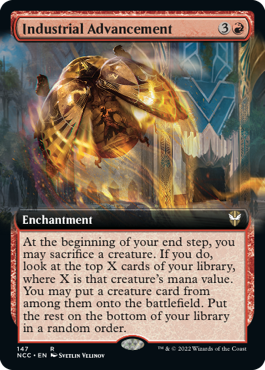 Industrial Advancement 3
Enchantment
At the beginning of your end step, you
may sacrifice a creature. If you do,
look at the top X cards of your library,
where X is that creature's mana value.
You may put a creature card from
among them onto the battlefield. Put
the rest on the bottom of your library
in a random order.
147 R
NCC • EN SVETLIN VELINOV
™ & © 2022 Wizards of the Coast